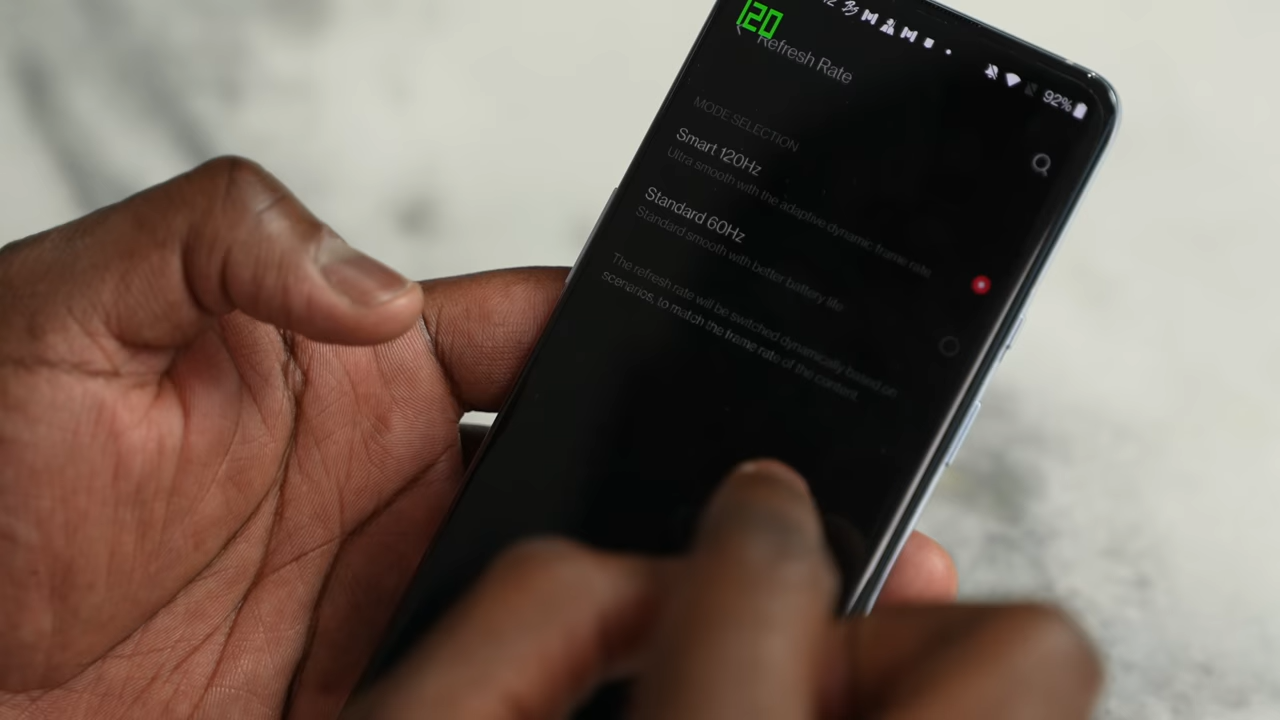 120
92%
Refresh Rate
MODE SELECTION
Smart 120Hz
Ultra smooth with the adaptive dynamic frame rate
Standard 60Hz
Standard smooth with better battery life
The refresh rate will be switched dynamically based on
scenarios, to match the frame rate of the content.